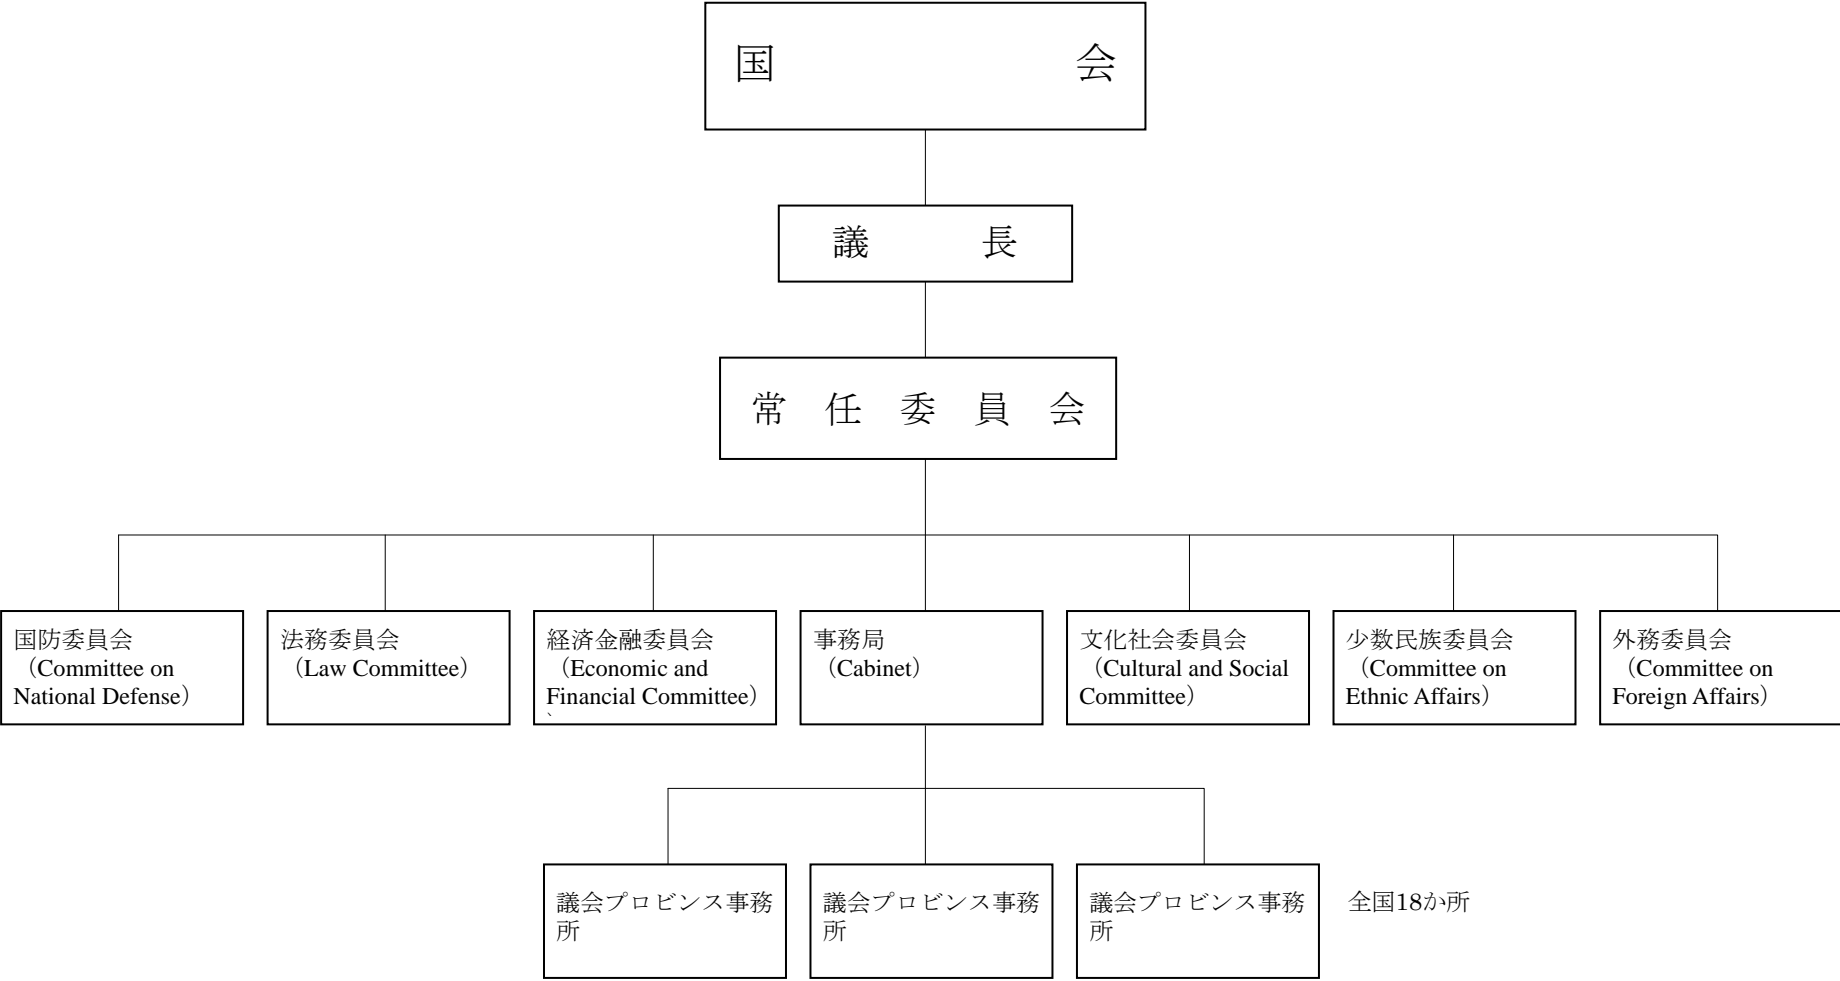 国　会
議　長
常 任 委 員 会
国防委員会
（Committee on
National Defense）
法務委員会
（Law Committee）
経済金融委員会
（Economic and
Financial Committee）
事務局
（Cabinet）
文化社会委員会
（Cultural and Social
Committee）
少数民族委員会
（Committee on
Ethnic Affairs）
外務委員会
（Committee on
Foreign Affairs）
議会プロビンス事務
所
議会プロビンス事務
所
議会プロビンス事務
所
全国18か所